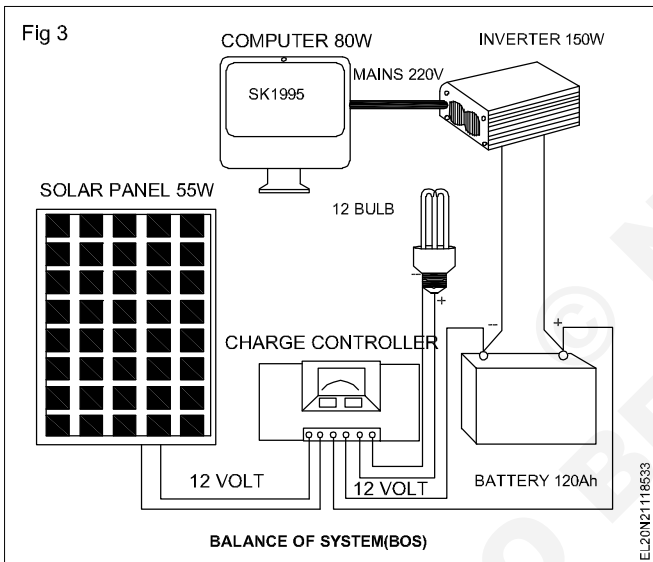 Fig 3
COMPUTER 80W
INVERTER 150W
MAINS 220V
SK1995
SOLAR PANEL 55W
12 BULB
--
+
--
+
CHARGE CONTROLLER
12 VOLT
12 VOLT
BATTERY 120Ah
BALANCE OF SYSTEM(BOS)
EL20N21118533